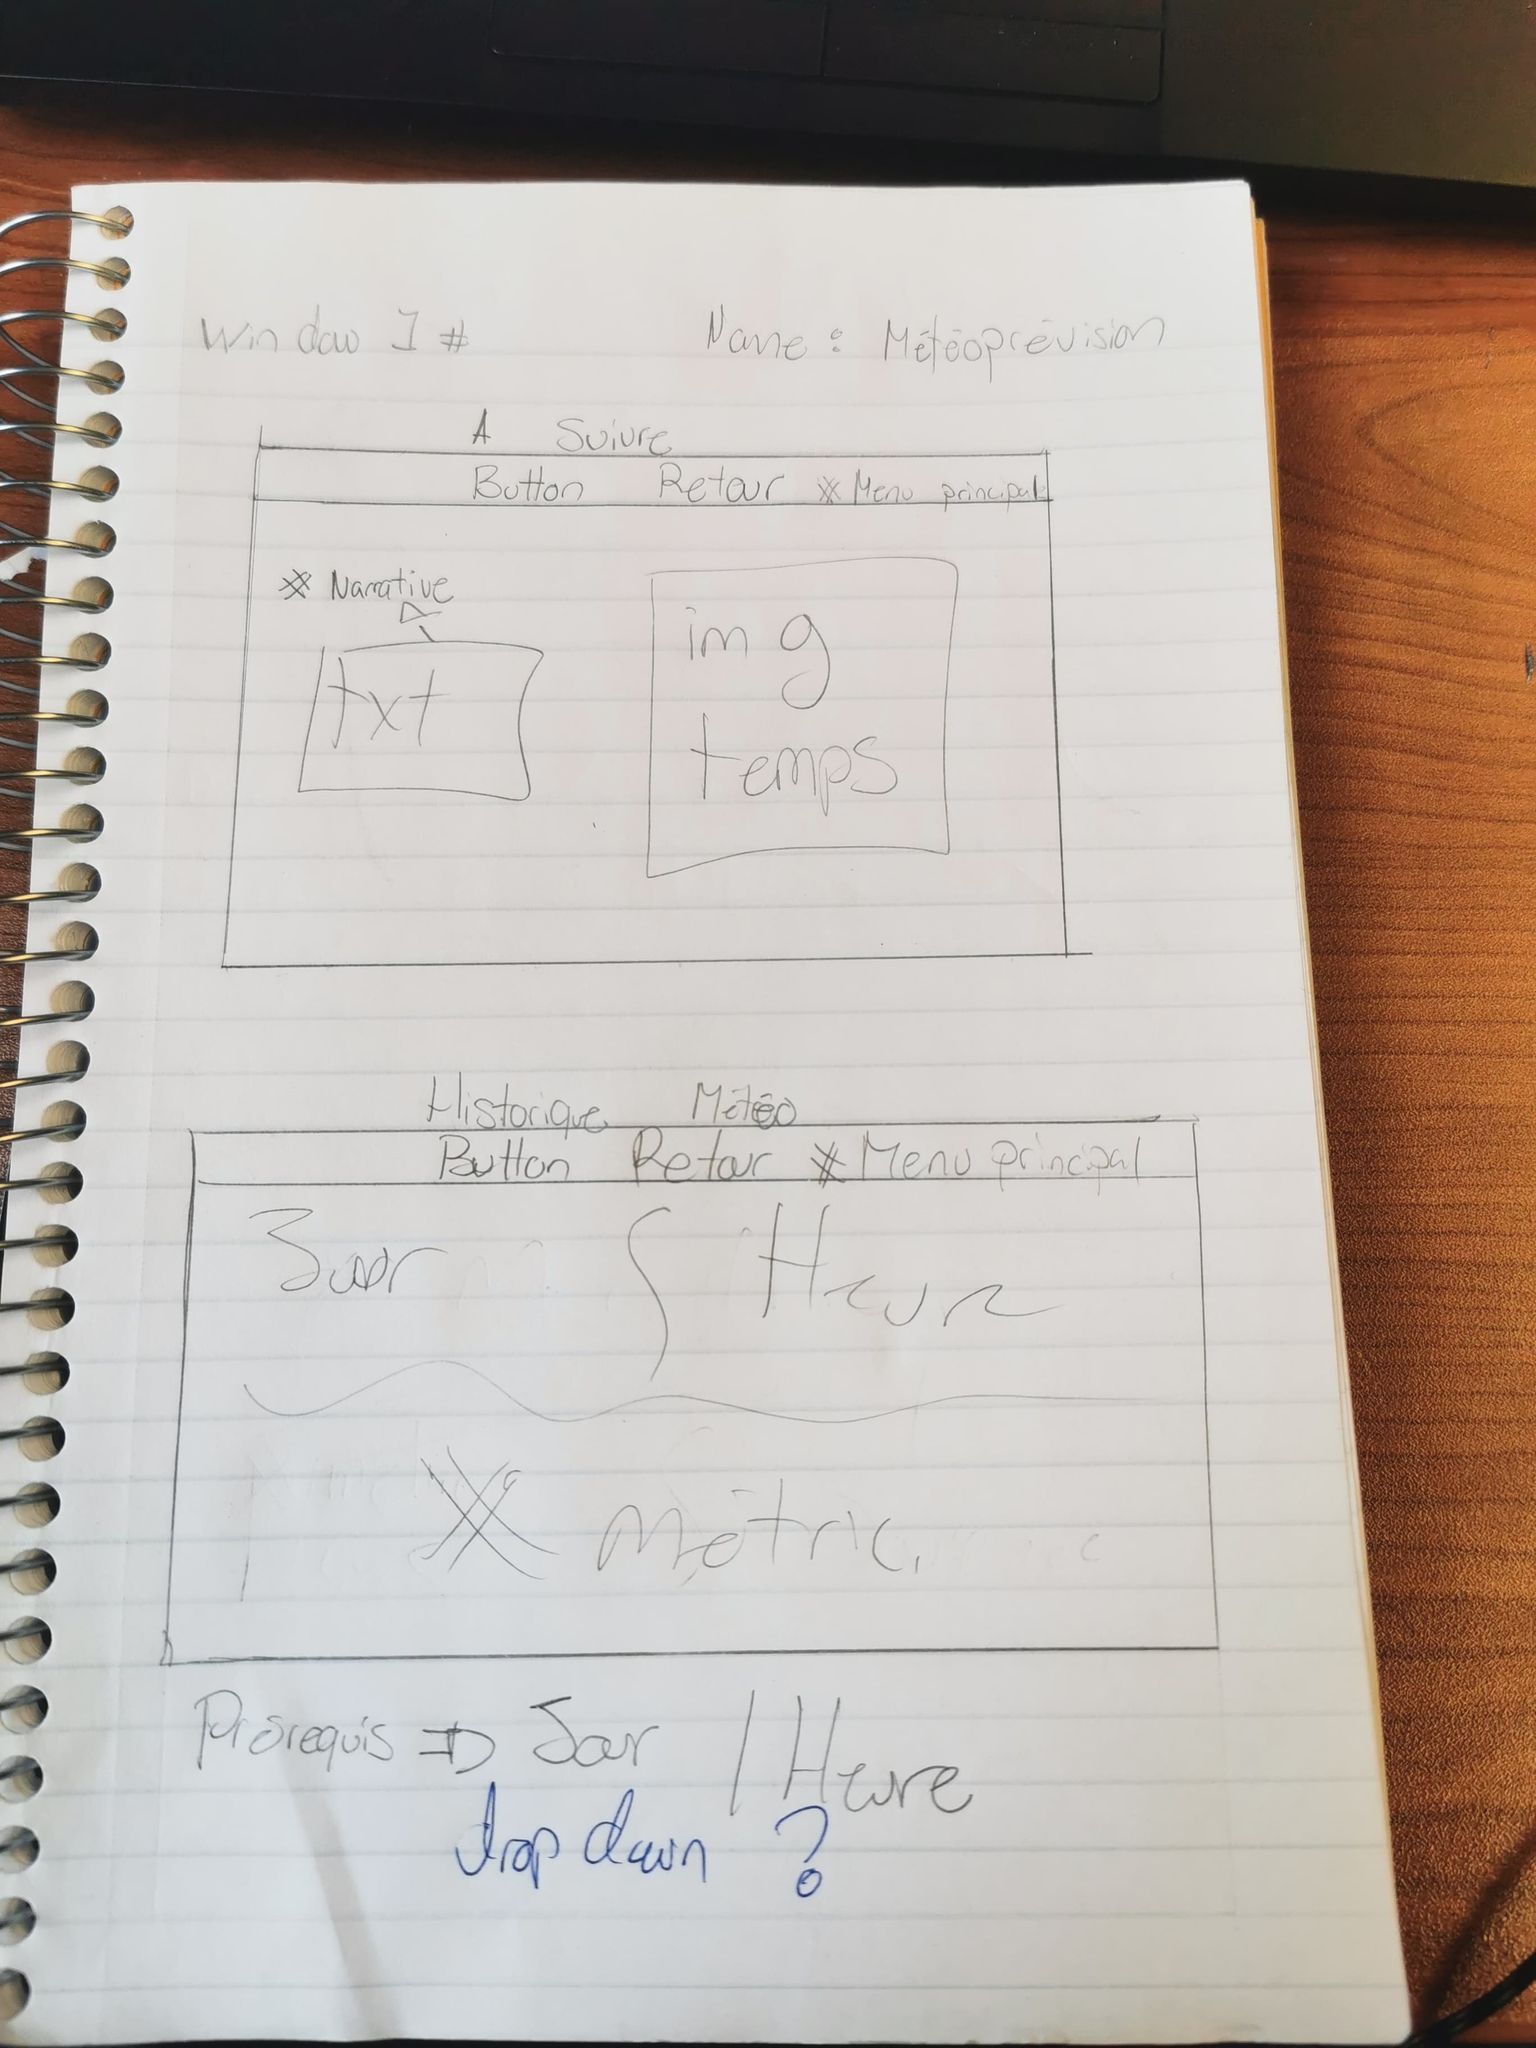 Window 1 #
Name : Météoprévision
A Suivre
Button Retour * Menu principal
* Narrative
txt
img
temps
Historique Météo
Button Retour * Menu principal
Jour Heure
* métric.
Prérequis => Jour / Heure
drop down ?